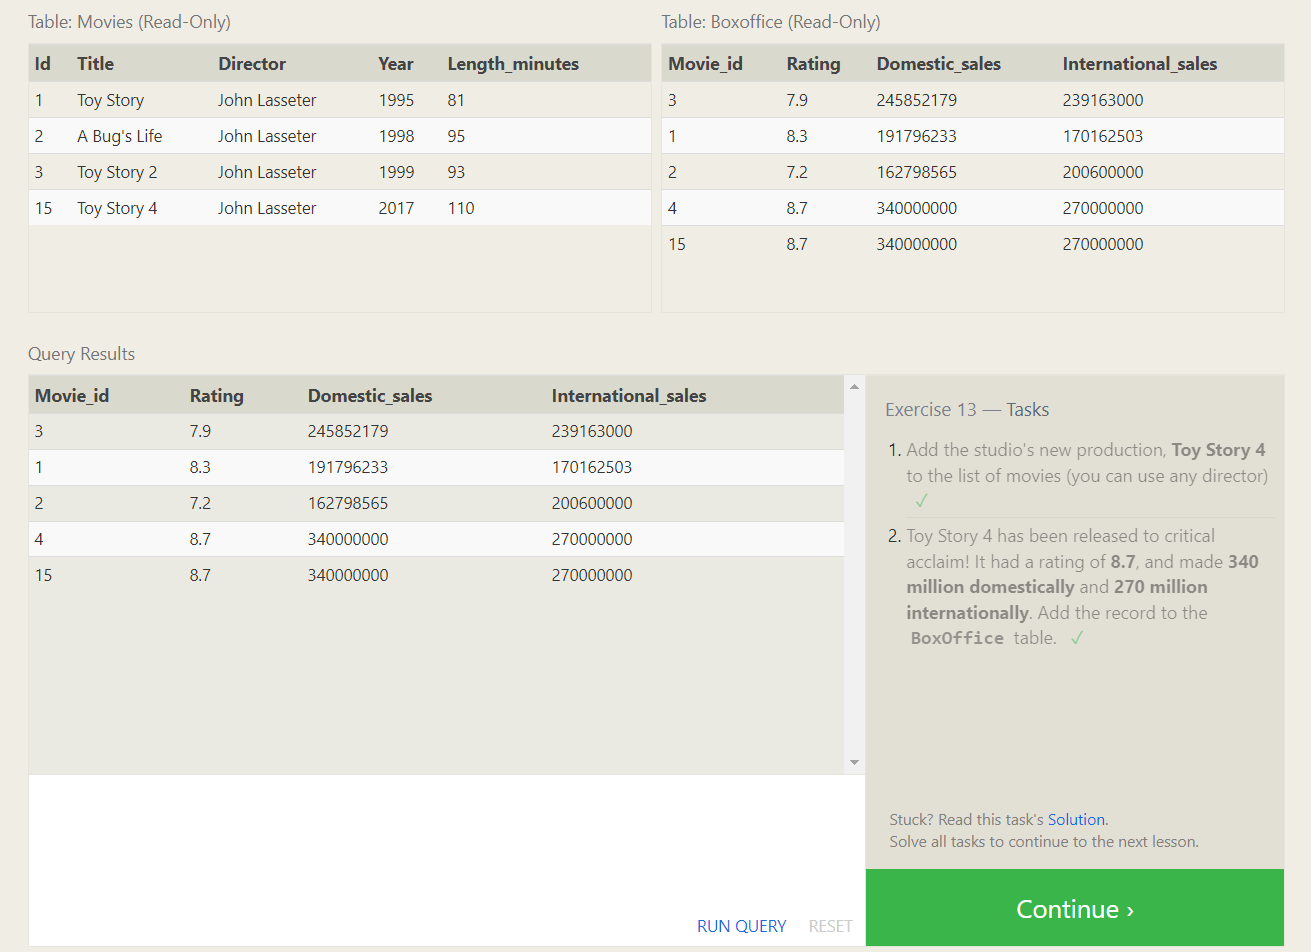 Table: Movies (Read-Only)
Id Title Director Year Length_minutes
1 Toy Story John Lasseter 1995 81
2 A Bug's Life John Lasseter 1998 95
3 Toy Story 2 John Lasseter 1999 93
15 Toy Story 4 John Lasseter 2017 110
Table: Boxoffice (Read-Only)
Movie_id Rating Domestic_sales International_sales
3 7.9 245852179 239163000
1 8.3 191796233 170162503
2 7.2 162798565 200600000
4 8.7 340000000 270000000
15 8.7 340000000 270000000
Query Results
Movie_id Rating Domestic_sales International_sales
3 7.9 245852179 239163000
1 8.3 191796233 170162503
2 7.2 162798565 200600000
4 8.7 340000000 270000000
15 8.7 340000000 270000000
RUN QUERY RESET
Exercise 13 — Tasks
1. Add the studio's new production, Toy Story 4
to the list of movies (you can use any director)
✓
2. Toy Story 4 has been released to critical
acclaim! It had a rating of 8.7, and made 340
million domestically and 270 million
internationally. Add the record to the
BoxOffice table. ✓
Stuck? Read this task's Solution.
Solve all tasks to continue to the next lesson.
Continue ›